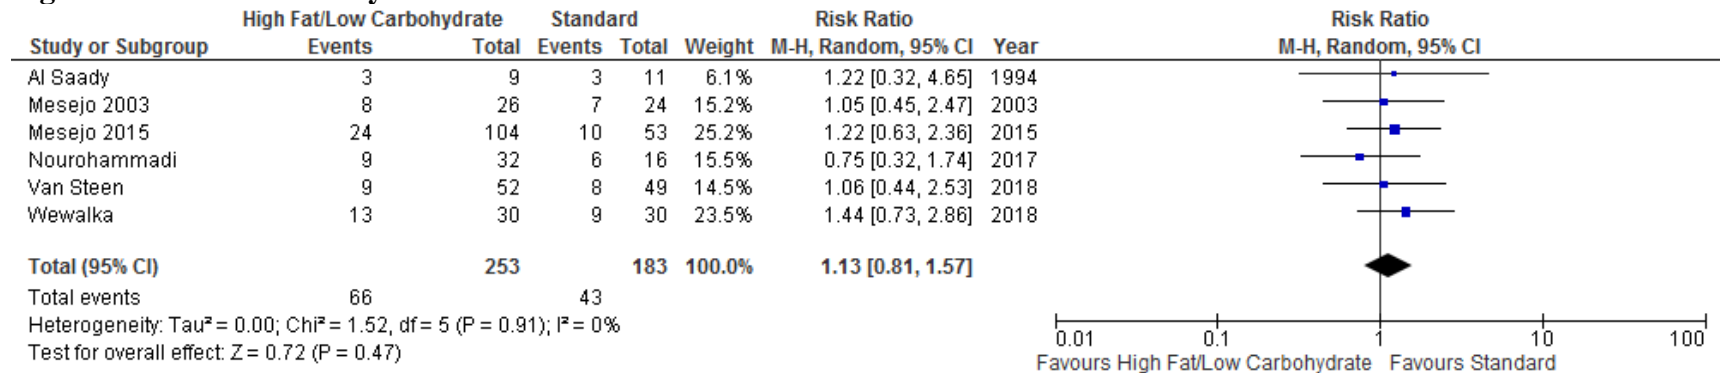 High Fat/Low Carbohydrate Standard Risk Ratio Risk Ratio
Study or Subgroup Events Total Events Total Weight M-H, Random, 95% CI Year M-H, Random, 95% CI
Al Saady 3 9 3 11 6.1% 1.22 [0.32, 4.65] 1994
Mesejo 2003 8 26 7 24 15.2% 1.05 [0.45, 2.47] 2003
Mesejo 2015 24 104 10 53 25.2% 1.22 [0.63, 2.36] 2015
Nourohammadi 9 32 6 16 15.5% 0.75 [0.32, 1.74] 2017
Van Steen 9 52 8 49 14.5% 1.06 [0.44, 2.53] 2018
Wewalka 13 30 9 30 23.5% 1.44 [0.73, 2.86] 2018
Total (95% CI) 253 183 100.0% 1.13 [0.81, 1.57]
Total events 66 43
Heterogeneity: Tau² = 0.00; Chi² = 1.52, df = 5 (P = 0.91); I² = 0%
Test for overall effect: Z = 0.72 (P = 0.47)
0.01 0.1 1 10 100
Favours High Fat/Low Carbohydrate Favours Standard